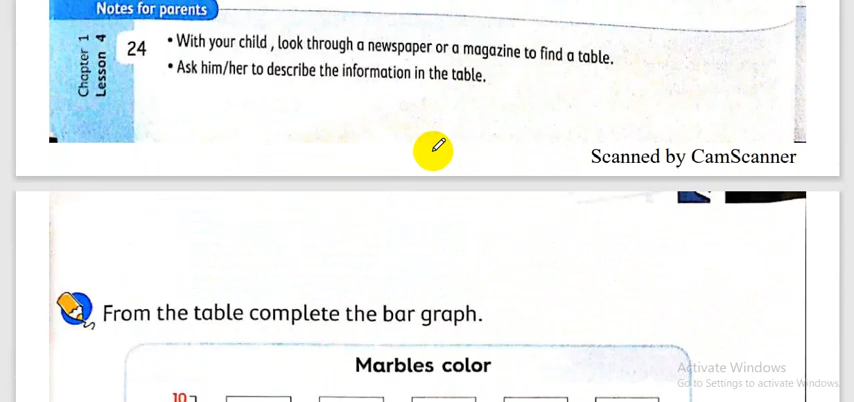 Notes for parents
Chapter 1
Lesson 4
24
• With your child , look through a newspaper or a magazine to find a table.
• Ask him/her to describe the information in the table.
Scanned by CamScanner
From the table complete the bar graph.
Marbles color
10
Activate Windows
Go to Settings to activate Windows.